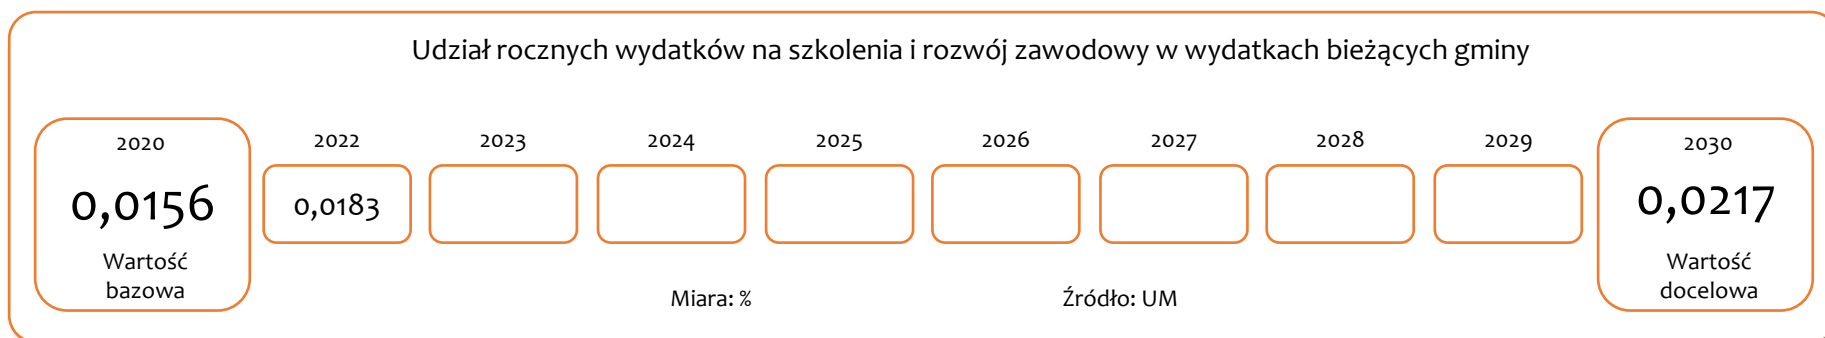 Udział rocznych wydatków na szkolenia i rozwój zawodowy w wydatkach bieżących gminy
2020
0,0156
Wartość
bazowa
2022
0,0183
2023
2024
2025
2026
2027
2028
2029
2030
0,0217
Wartość
docelowa
Miara: %
Źródło: UM